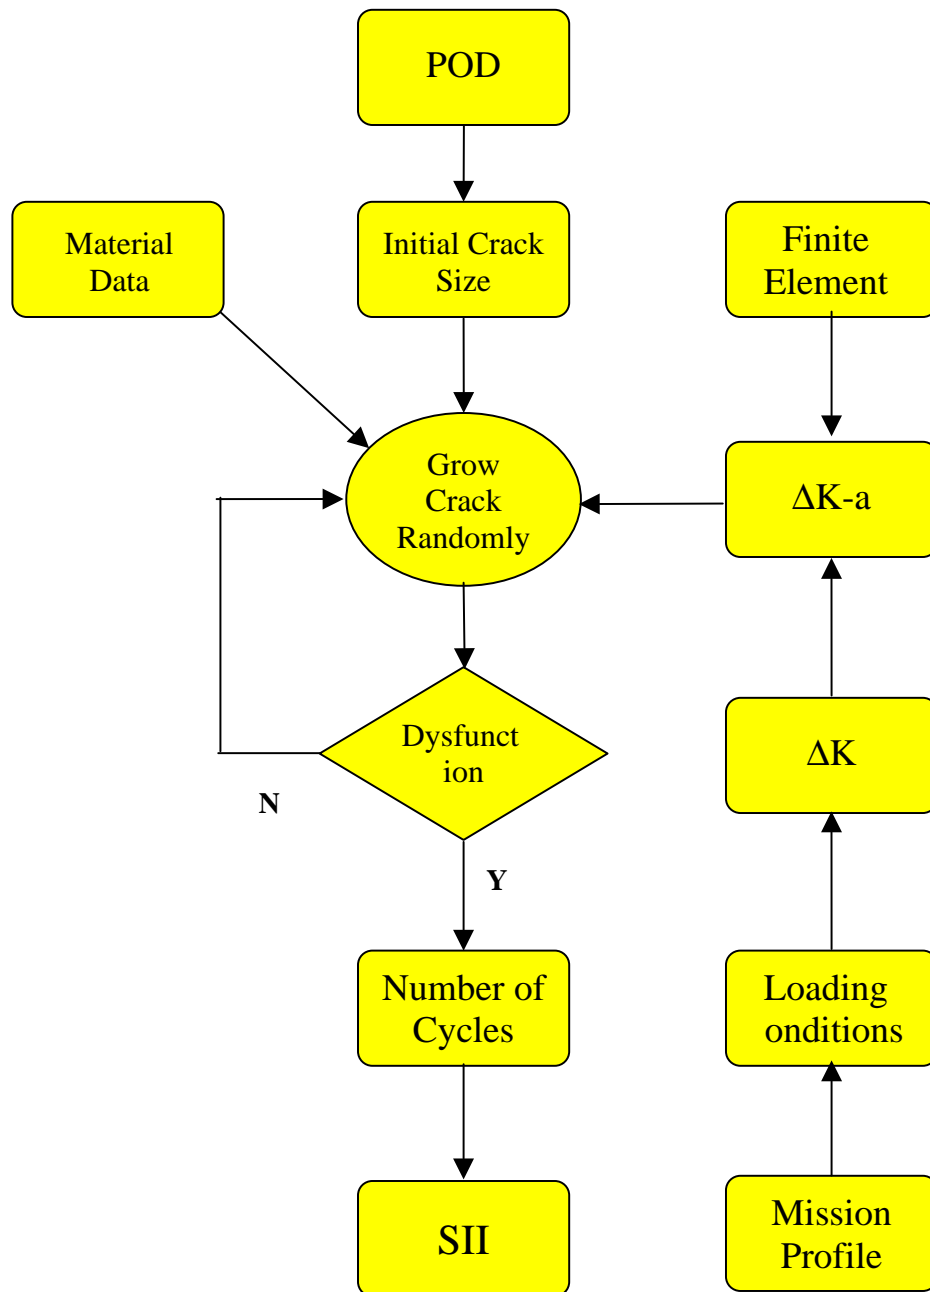 POD
Material
Data
Initial Crack
Size
Finite
Element
Grow
Crack
Randomly
ΔK-a
Dysfunct
ion
ΔK
N
Y
Number of
Cycles
Loading
onditions
SII
Mission
Profile